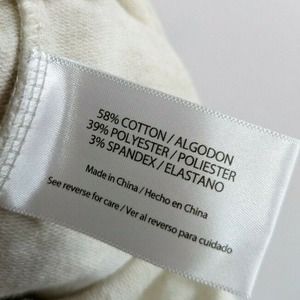 58% COTTON / ALGODON
39% POLYESTER / POLIESTER
3% SPANDEX / ELASTANO
Made in China / Hecho en China
See reverse for care / Ver al reverso para cuidado